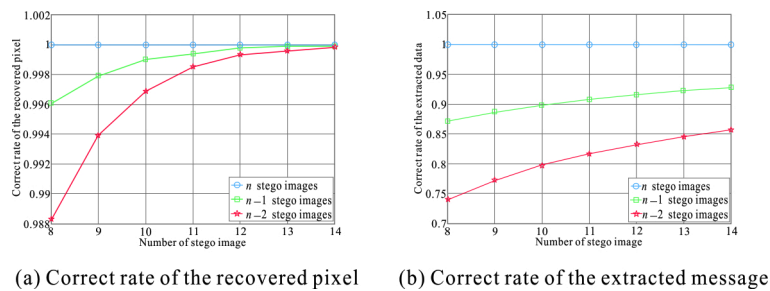 Correct rate of the recovered pixel
1.002
1
0.998
0.996
0.994
0.992
0.99
0.988
8 9 10 11 12 13 14
Number of stego image
n stego images
n−1 stego images
n−2 stego images
(a) Correct rate of the recovered pixel
Correct rate of the extracted data
1.05
1
0.95
0.9
0.85
0.8
0.75
0.7
8 9 10 11 12 13 14
Number of stego image
n stego images
n−1 stego images
n−2 stego images
(b) Correct rate of the extracted message